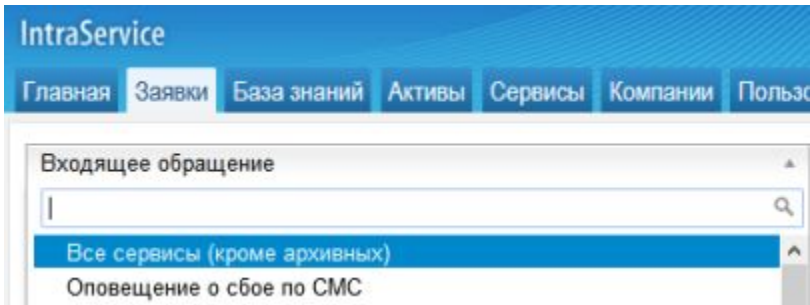 IntraService
Главная Заявки База знаний Активы Сервисы Компании
Входящее обращение
Все сервисы (кроме архивных)
Оповещение о сбое по СМС